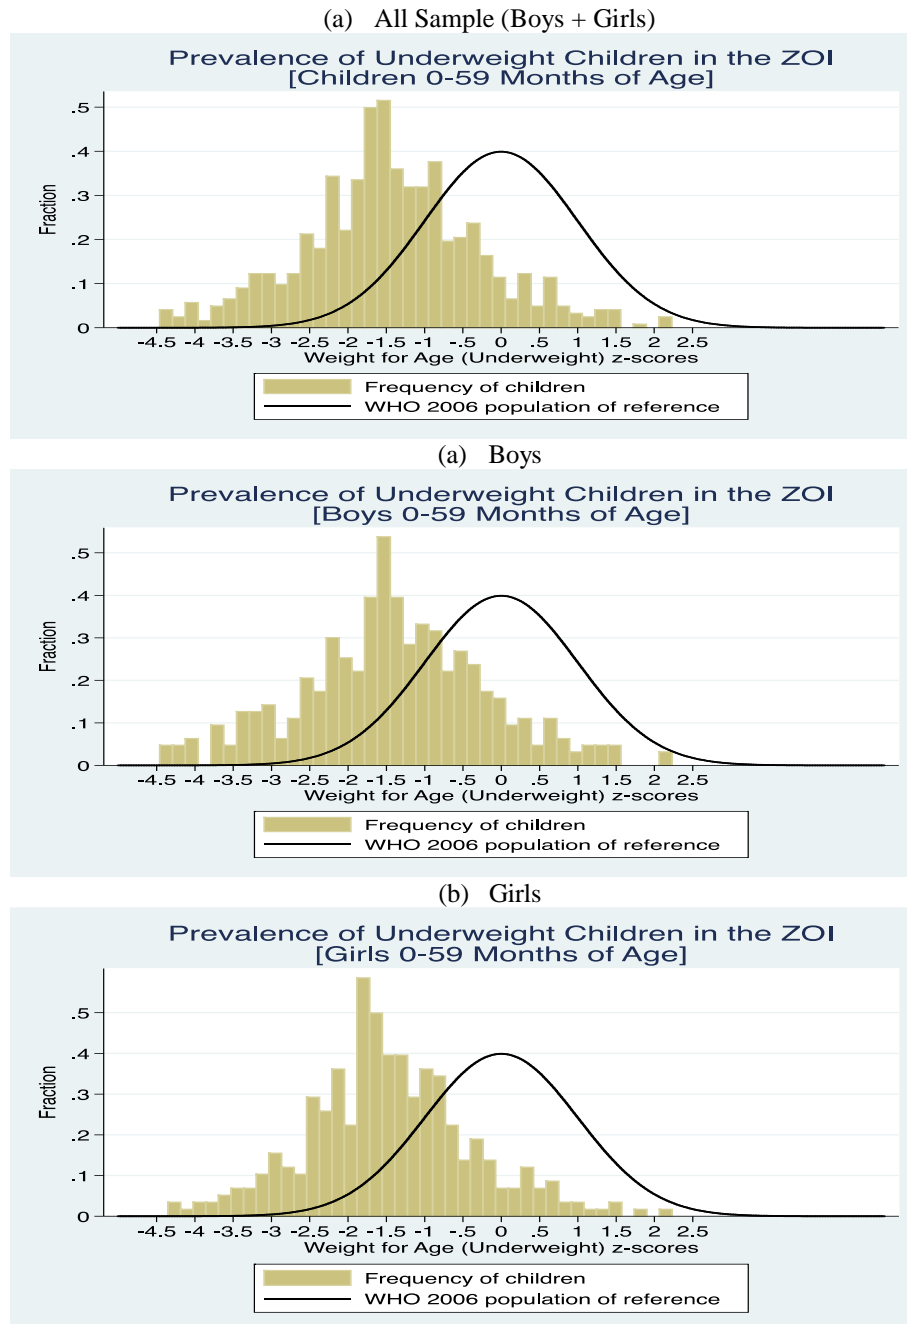 (a) All Sample (Boys + Girls)
Prevalence of Underweight Children in the ZOI
[Children 0-59 Months of Age]
.5
.4
.3
.2
.1
0
Fraction
-4.5 -4 -3.5 -3 -2.5 -2 -1.5 -1 -.5 0 .5 1 1.5 2 2.5
Weight for Age (Underweight) z-scores
Frequency of children
WHO 2006 population of reference
(a) Boys
Prevalence of Underweight Children in the ZOI
[Boys 0-59 Months of Age]
.5
.4
.3
.2
.1
0
Fraction
-4.5 -4 -3.5 -3 -2.5 -2 -1.5 -1 -.5 0 .5 1 1.5 2 2.5
Weight for Age (Underweight) z-scores
Frequency of children
WHO 2006 population of reference
(b) Girls
Prevalence of Underweight Children in the ZOI
[Girls 0-59 Months of Age]
.5
.4
.3
.2
.1
0
Fraction
-4.5 -4 -3.5 -3 -2.5 -2 -1.5 -1 -.5 0 .5 1 1.5 2 2.5
Weight for Age (Underweight) z-scores
Frequency of children
WHO 2006 population of reference